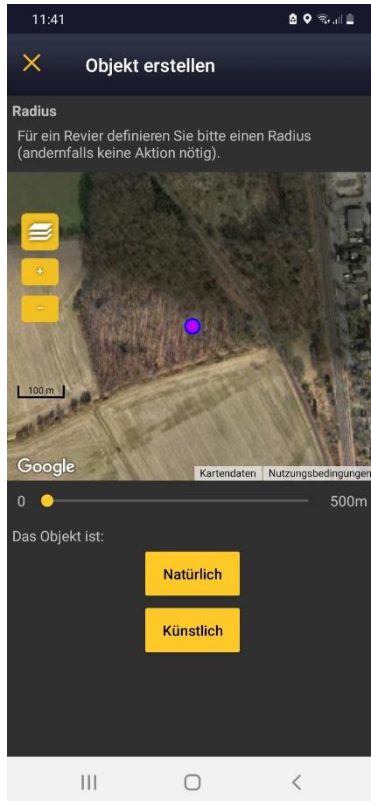 11:41
Objekt erstellen
Radius
Für ein Revier definieren Sie bitte einen Radius
(andernfalls keine Aktion nötig).
+
−
100 m
Google
Kartendaten
Nutzungsbedingungen
0
500m
Das Objekt ist:
Natürlich
Künstlich